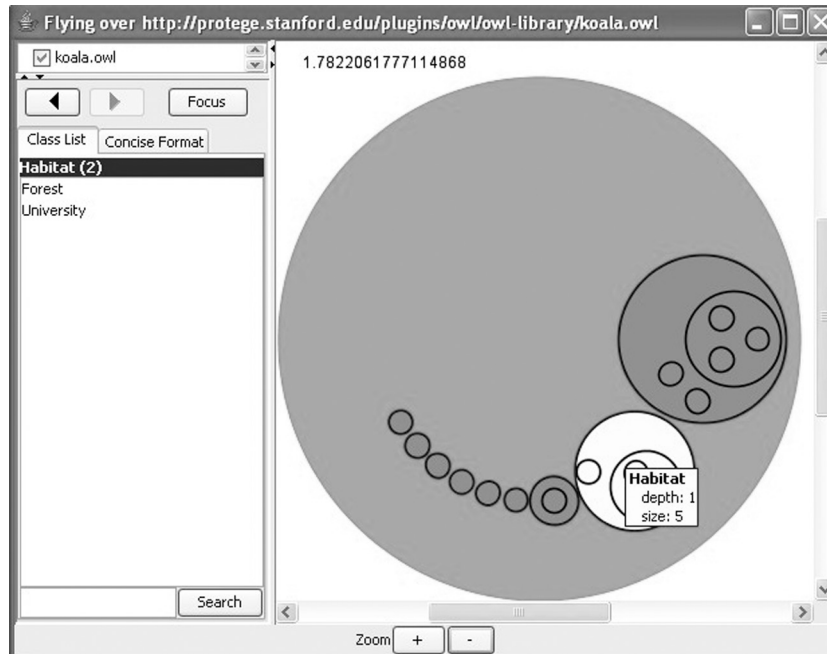 Flying over http://protege.stanford.edu/plugins/owl/owl-library/koala.owl
koala.owl
1.7822061777114868
Focus
Class List
Concise Format
Habitat (2)
Forest
University
Habitat
depth: 1
size: 5
Search
Zoom + -